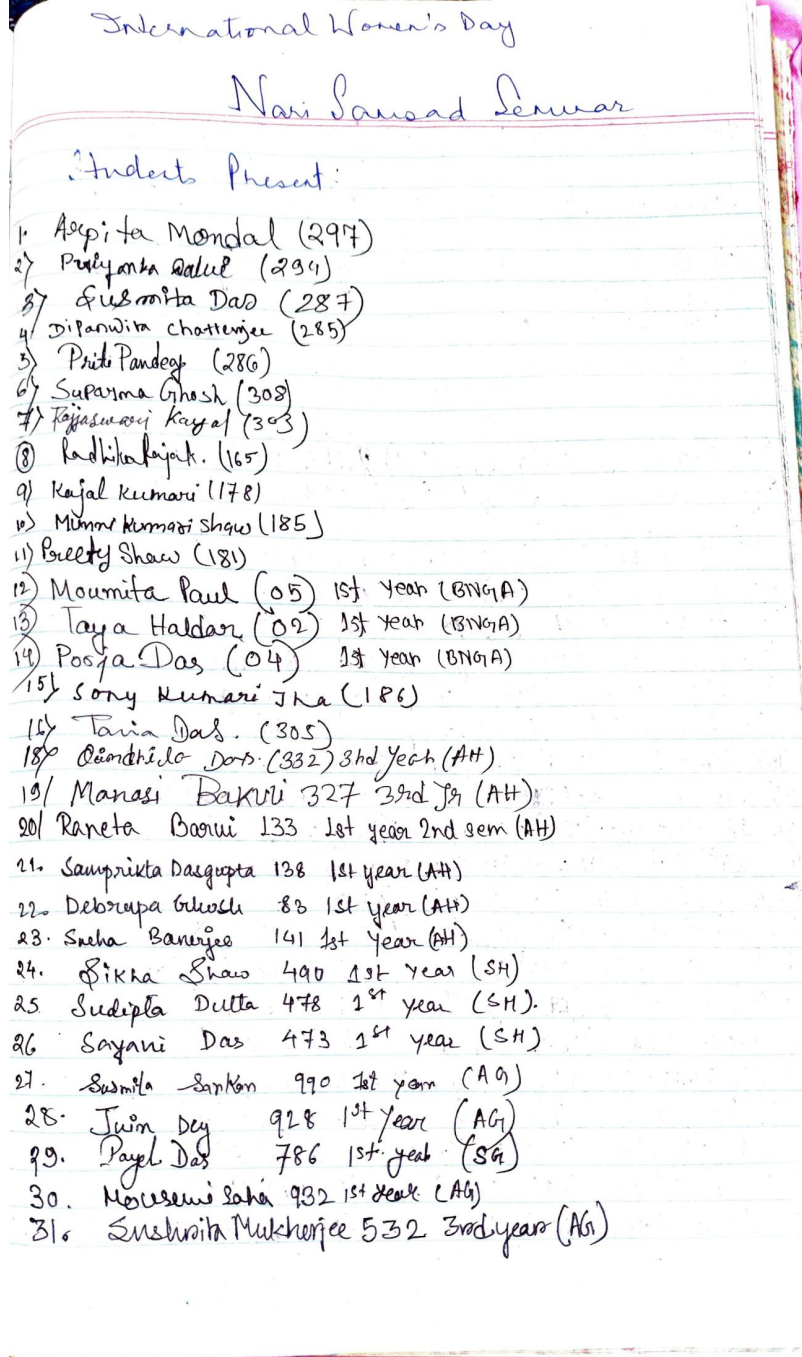 International Women's Day
Nari Sansad Seminar
Students Present:
1. Arpita Mondal (297)
2) Priyanka Dalui (294)
3) Susmita Das (287)
4/ Dipanwita Chatterjee (285)
5) Priti Pandey (286)
6) Suparna Ghosh (308)
7) Kayal (303)
8 Radhika Rajak. (165)
9) Kajal Kumari (178)
10) Munni Kumari Shaw (185)
11) Preety Shaw (181)
12) Moumita Paul (05) 1st Year (BNGA)
13) Taya Haldar (02) 1st Year (BNGA)
14) Pooja Das (04) 1st Year (BNGA)
15) Sony Kumari Jha (186)
16) Tania Das. (305)
18) Das. (332) 3rd Year (AH)
19/ Manasi Bakuri 327 3rd Yr (AH)
20/ Raneta Barui 133 1st year 2nd sem (AH)
21. Samprikta Dasgupta 138 1st year (AH)
22. Debrupa Ghosh 83 1st year (AH)
23. Sneha Banerjee 141 1st Year (AH)
24. Sikha Shaw 490 1st Year (SH)
25. Sudipta Dutta 478 1st year (SH).
26 Sayani Das 473 1st year (SH)
27. Susmita Sarkar 990 1st year (AG)
28. Juin Dey 928 1st Year (AG)
29. Payel Das 786 1st year (SG)
30. Mousumi Saha 932 1st Year (AG)
31. Sushmita Mukherjee 532 3rd year (AG)